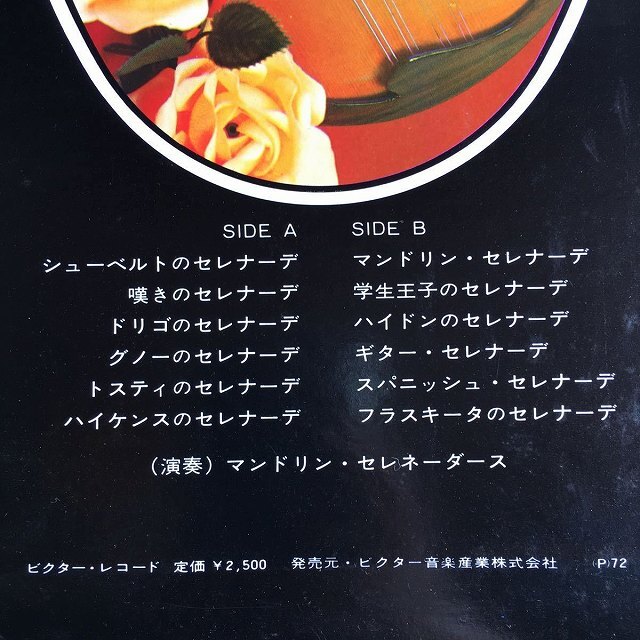 SIDE A
シューベルトのセレナーデ
嘆きのセレナーデ
ドリゴのセレナーデ
グノーのセレナーデ
トスティのセレナーデ
ハイケンスのセレナーデ
SIDE B
マンドリン・セレナーデ
学生王子のセレナーデ
ハイドンのセレナーデ
ギター・セレナーデ
スパニッシュ・セレナーデ
フラスキータのセレナーデ
（演奏）マンドリン・セレネーダース
ビクター・レコード 定価 ¥2,500 発売元・ビクター音楽産業株式会社 P.72